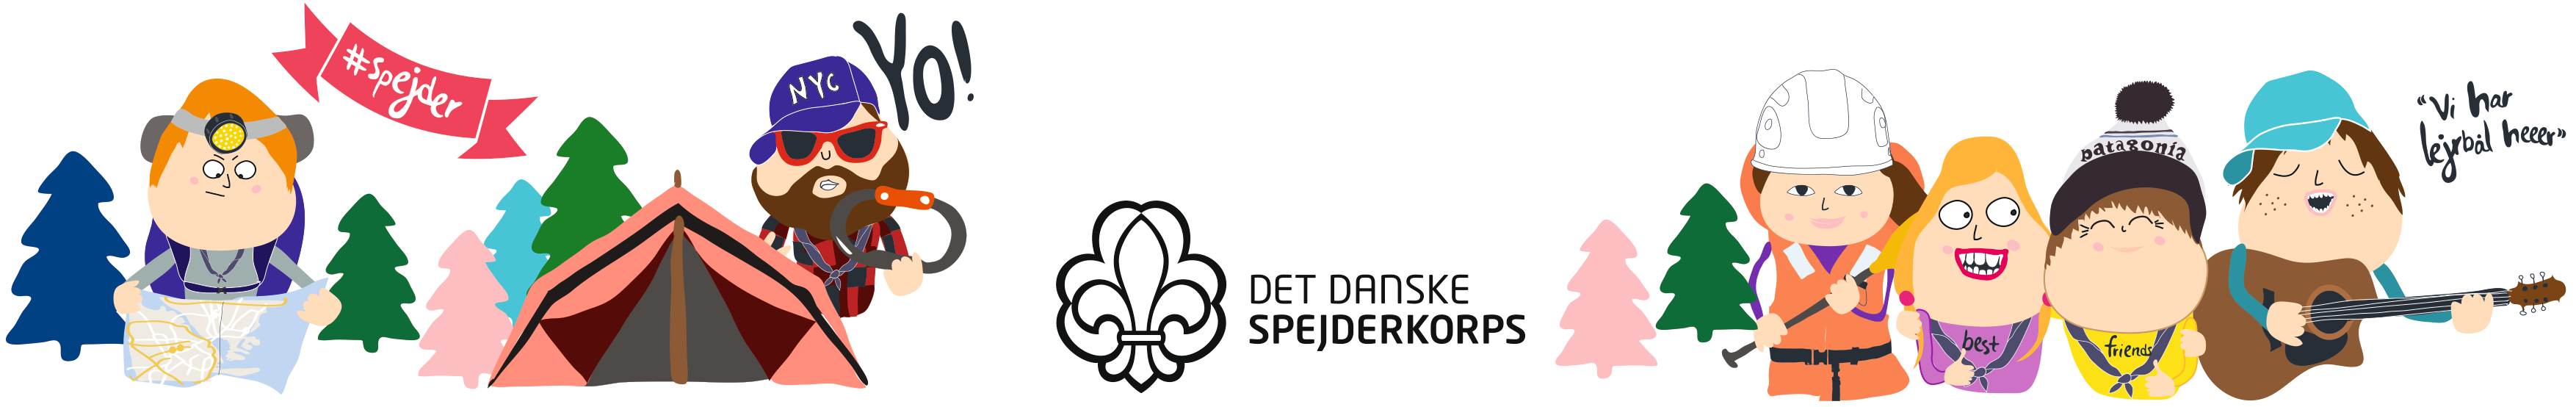 #spejder
NYC
Yo!
DET DANSKE
SPEJDERKORPS
best
patagonia
friends
"Vi har
lejrbål heeer"